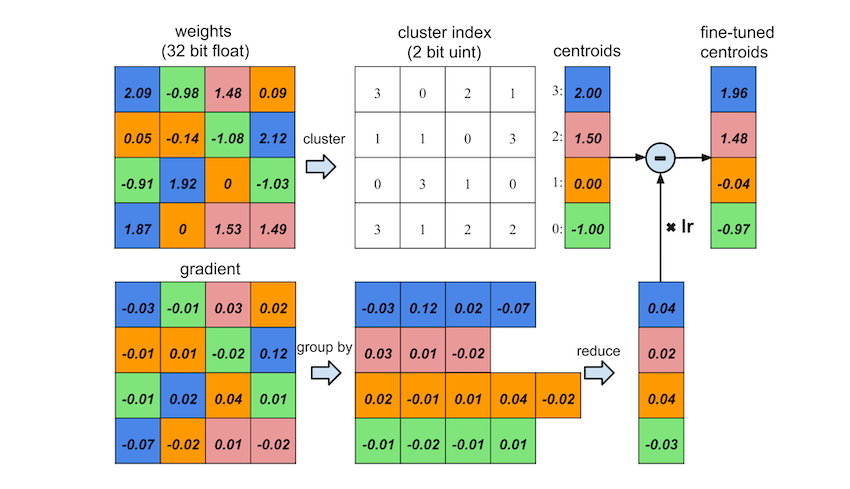 weights
(32 bit float)
cluster index
(2 bit uint)
centroids
fine-tuned
centroids
2.09 -0.98 1.48 0.09
3 0 2 1
3: 2.00
1.96
0.05 -0.14 -1.08 2.12
cluster
1 1 0 3
2: 1.50
1.48
-0.91 1.92 0 -1.03
0 3 1 0
1: 0.00
-0.04
1.87 0 1.53 1.49
3 1 2 2
0: -1.00
-0.97
× lr
gradient
-0.03 -0.01 0.03 0.02
-0.03 0.12 0.02 -0.07
0.04
-0.01 0.01 -0.02 0.12
group by
0.03 0.01 -0.02
reduce
0.02
-0.01 0.02 0.04 0.01
0.02 -0.01 0.01 0.04 -0.02
0.04
-0.07 -0.02 0.01 -0.02
-0.01 -0.02 -0.01 0.01
-0.03